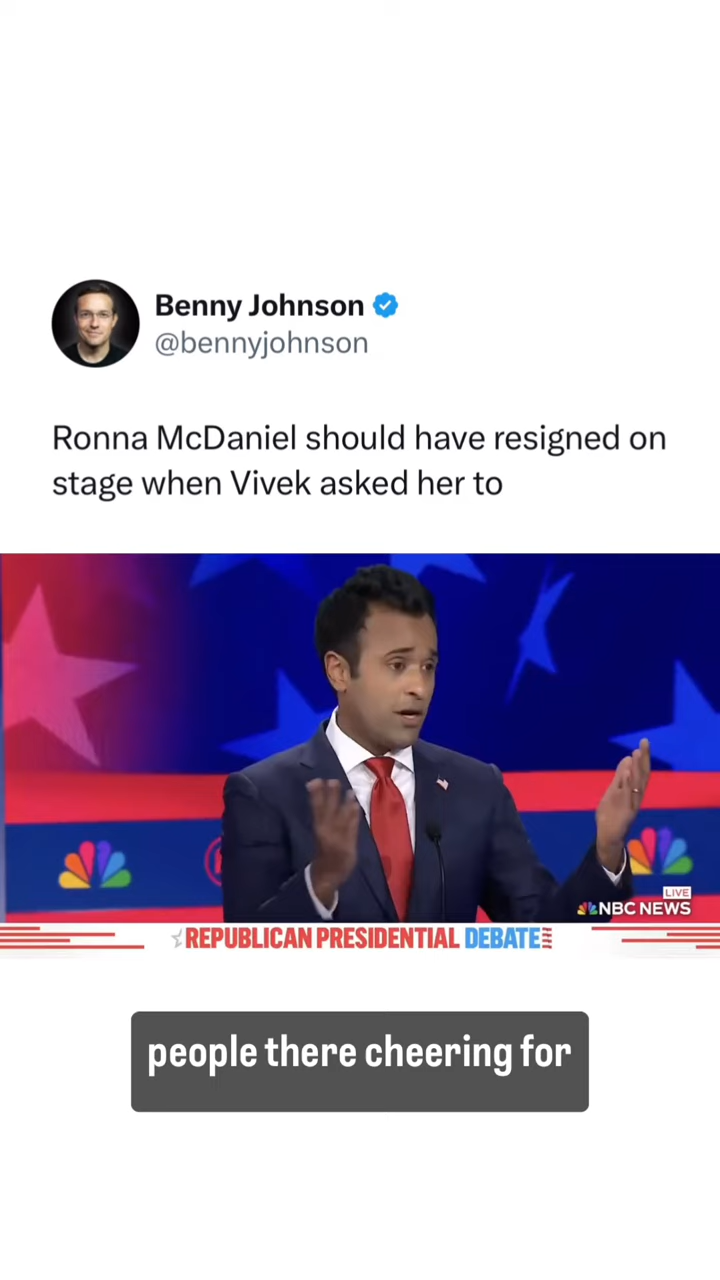 Benny Johnson
@bennyjohnson
Ronna McDaniel should have resigned on
stage when Vivek asked her to
LIVE
NBC NEWS
REPUBLICAN PRESIDENTIAL DEBATE
people there cheering for